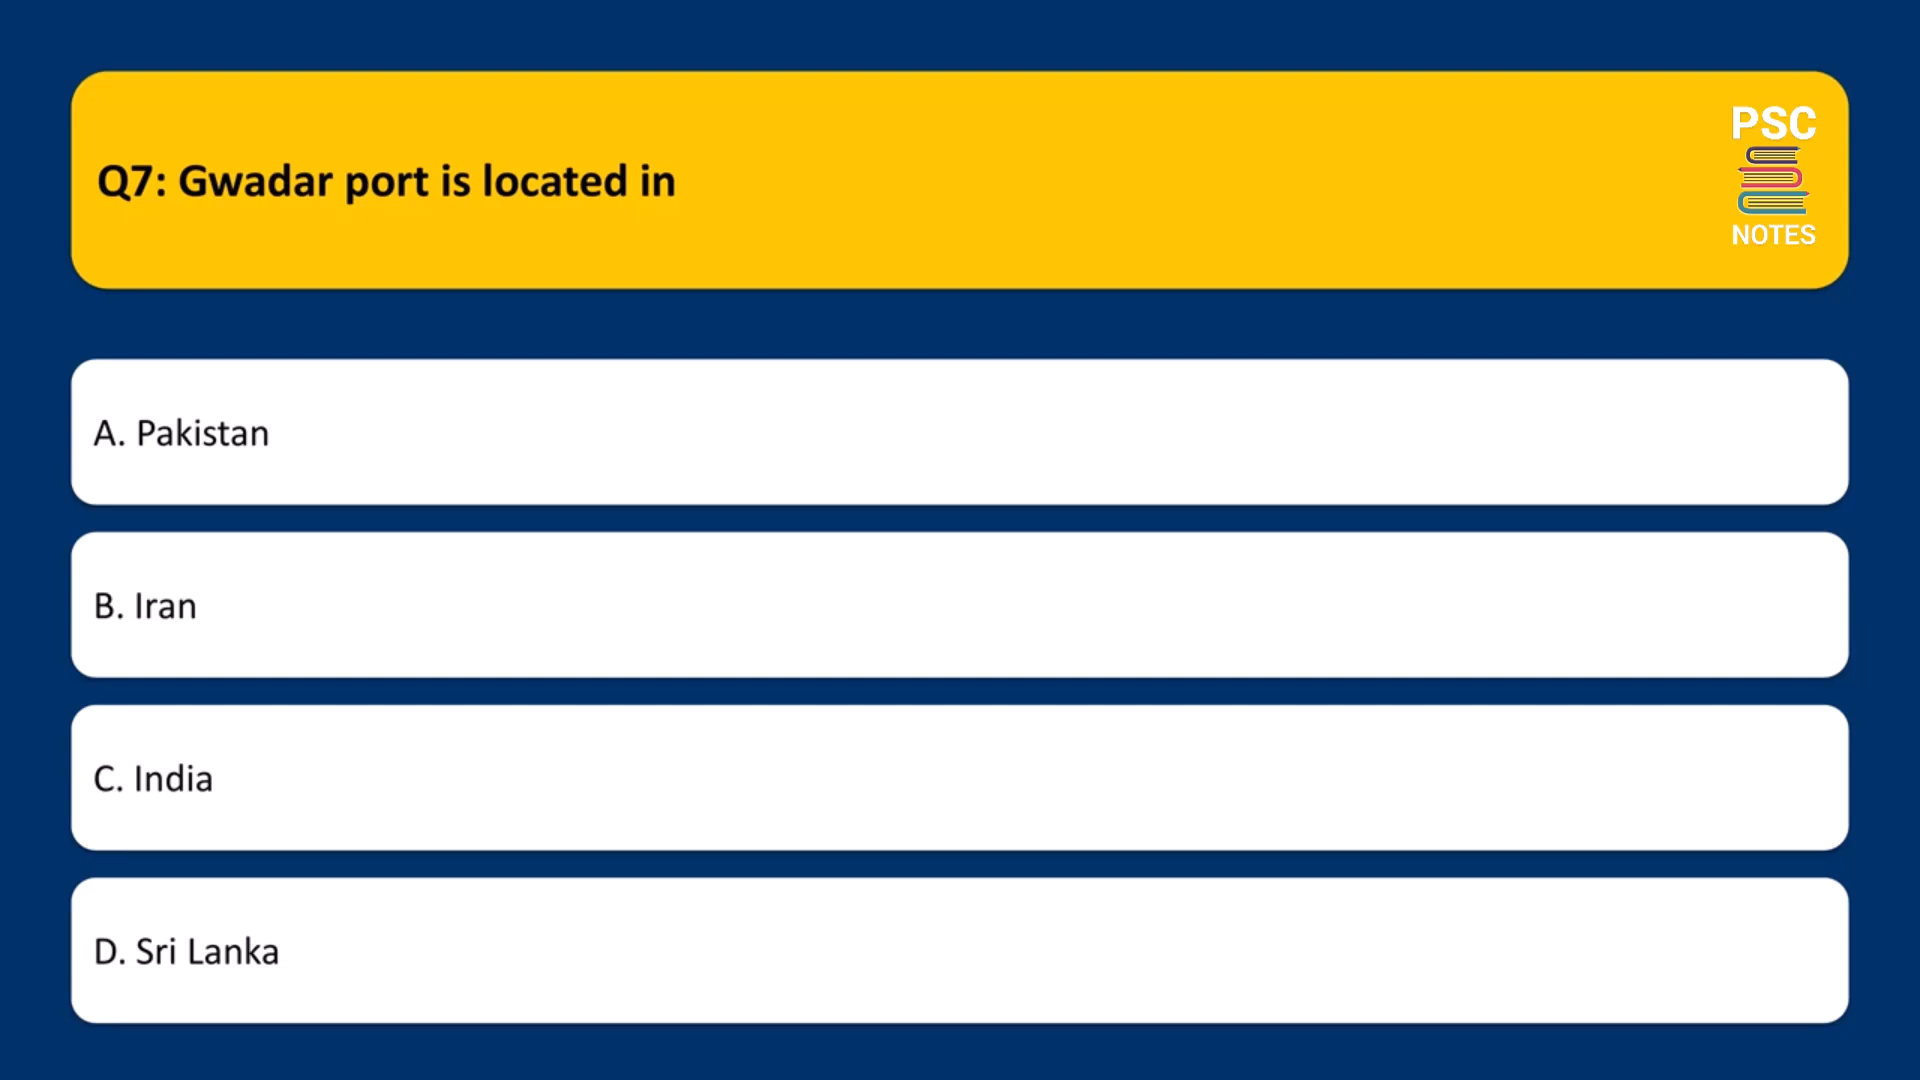 PSC
NOTES
Q7: Gwadar port is located in
A. Pakistan
B. Iran
C. India
D. Sri Lanka